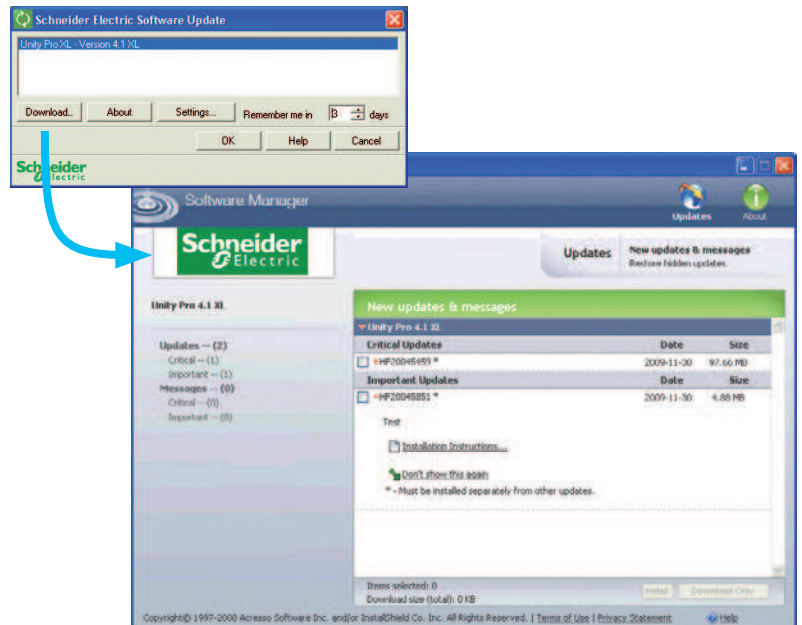 Schneider Electric Software Update
Unity Pro XL - Version 4.1 XL
Download.. About Settings... Remember me in 3 days
OK Help Cancel
Schneider
Electric
Software Manager
Updates About
Schneider
Electric
Updates
New updates & messages
Restore hidden updates.
Unity Pro 4.1 XL
Updates -- (2)
Critical -- (1)
Important -- (1)
Messages -- (0)
Critical -- (0)
Important -- (0)
New updates & messages
Unity Pro 4.1 XL
Critical Updates Date Size
+HF20045459 * 2009-11-30 97.66 MB
Important Updates Date Size
+HF20045851 * 2009-11-30 4.88 MB
Test
Installation Instructions...
Don't show this again
* - Must be installed separately from other updates.
Items selected: 0
Download size (total): 0 KB
Install Download Only
Copyright© 1997-2000 Acresso Software Inc. and/or InstallShield Co. Inc. All Rights Reserved. | Terms of Use | Privacy Statement Help